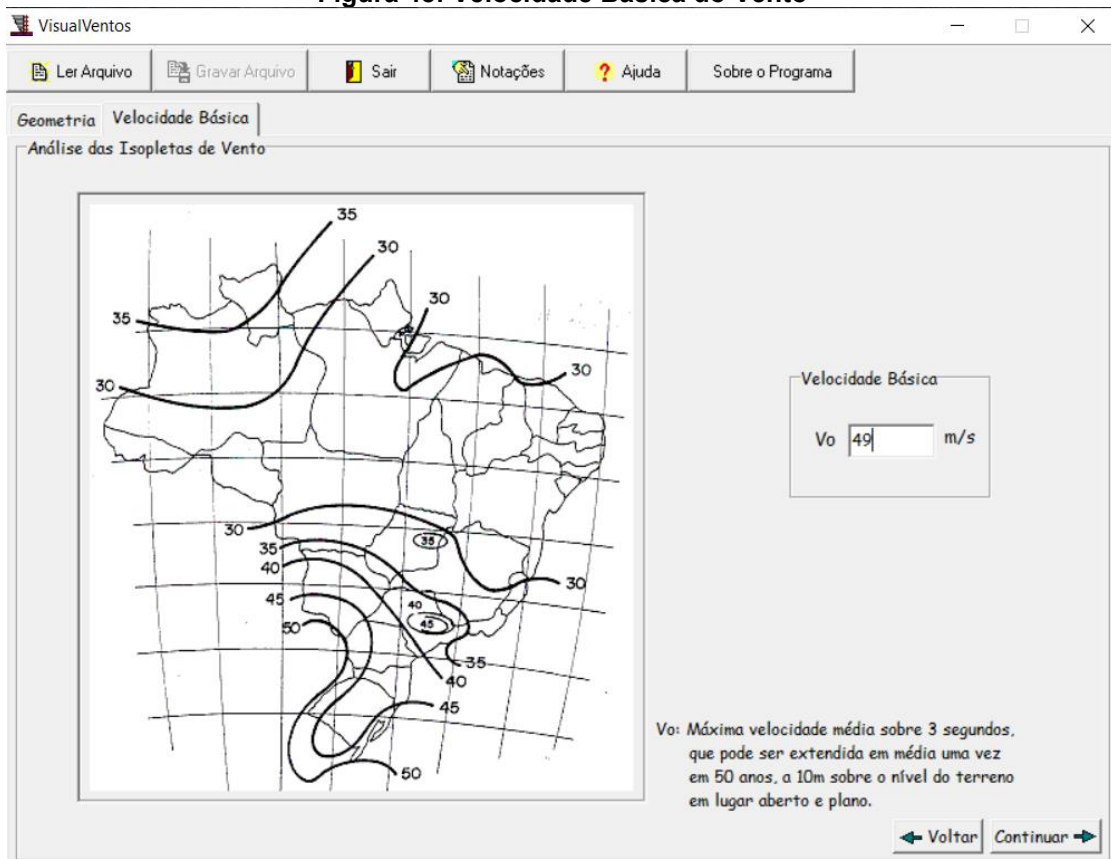 Figura 48: Velocidade Básica do Vento
VisualVentos
Ler Arquivo
Gravar Arquivo
Sair
Notações
? Ajuda
Sobre o Programa
Geometria
Velocidade Básica
Análise das Isopletas de Vento
35
30
30
35
30
30
30
35
35
40
45
50
40
45
30
35
40
45
50
Velocidade Básica
Vo 49 m/s
Vo: Máxima velocidade média sobre 3 segundos,
que pode ser extendida em média uma vez
em 50 anos, a 10m sobre o nível do terreno
em lugar aberto e plano.
Voltar
Continuar